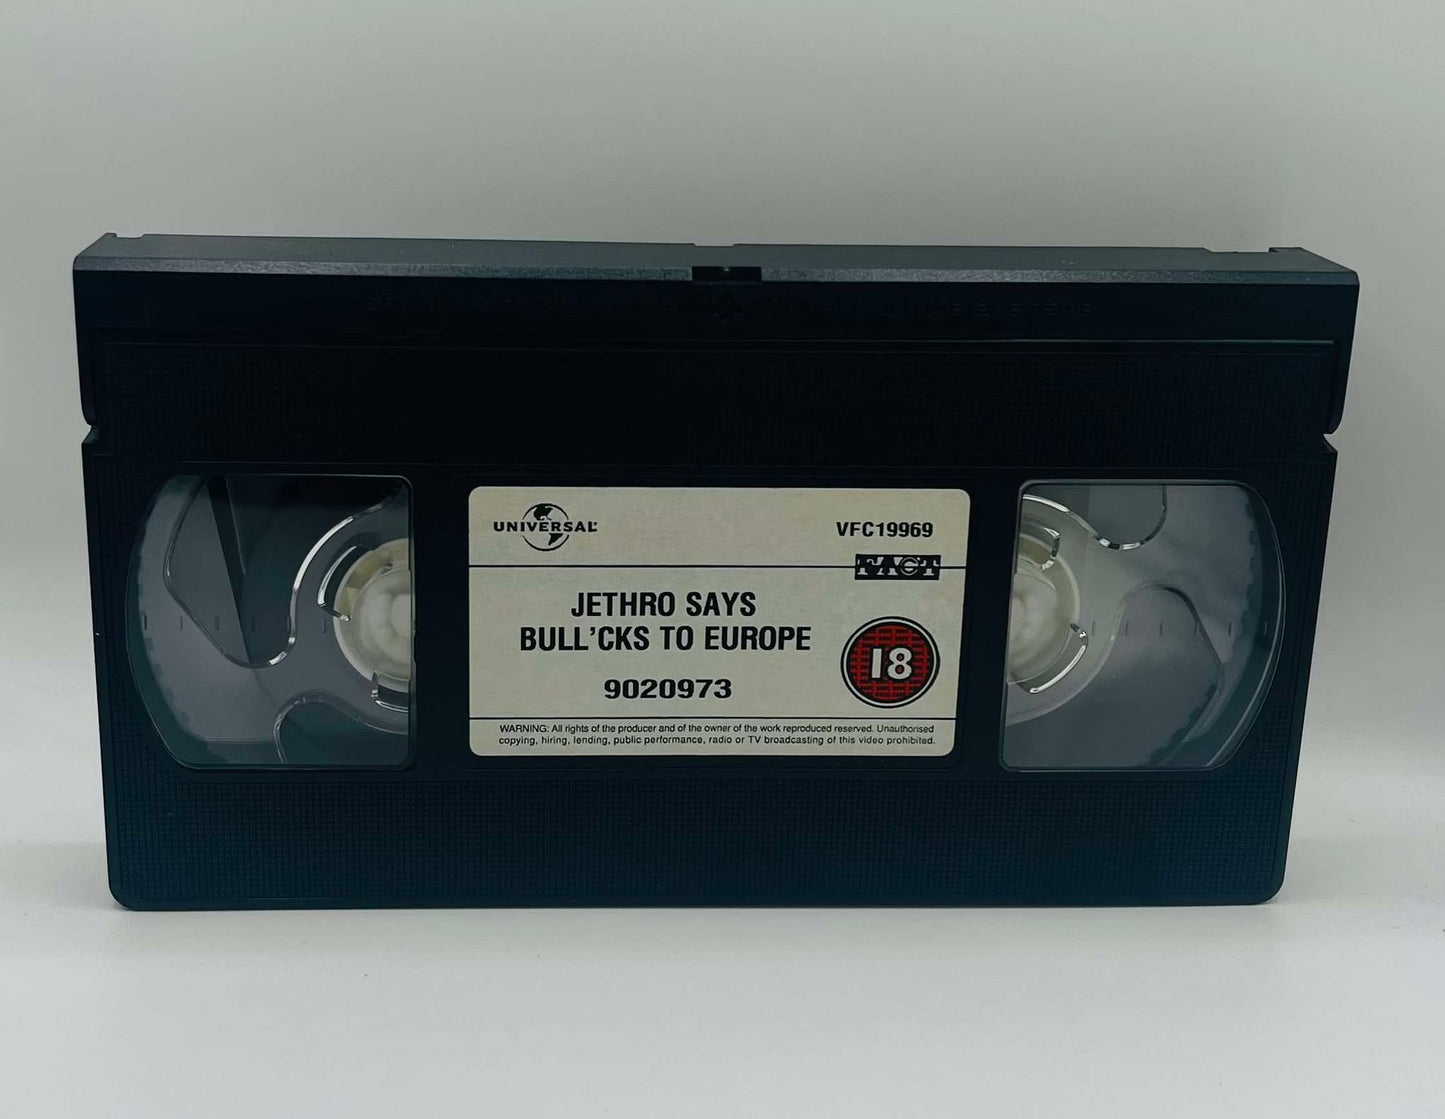 UNIVERSAL
VFC19969
FACT
JETHRO SAYS
BULL'CKS TO EUROPE
18
9020973
WARNING: All rights of the producer and of the owner of the work reproduced reserved. Unauthorised
copying, hiring, lending, public performance, radio or TV broadcasting of this video prohibited.